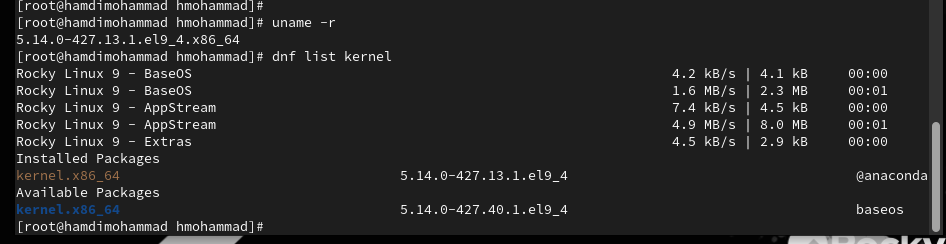 [root@hamdimohammad hmohammad]#
[root@hamdimohammad hmohammad]# uname -r
5.14.0-427.13.1.el9_4.x86_64
[root@hamdimohammad hmohammad]# dnf list kernel
Rocky Linux 9 - BaseOS 4.2 kB/s | 4.1 kB 00:00
Rocky Linux 9 - BaseOS 1.6 MB/s | 2.3 MB 00:01
Rocky Linux 9 - AppStream 7.4 kB/s | 4.5 kB 00:00
Rocky Linux 9 - AppStream 4.9 MB/s | 8.0 MB 00:01
Rocky Linux 9 - Extras 4.5 kB/s | 2.9 kB 00:00
Installed Packages
kernel.x86_64 5.14.0-427.13.1.el9_4 @anaconda
Available Packages
kernel.x86_64 5.14.0-427.40.1.el9_4 baseos
[root@hamdimohammad hmohammad]#